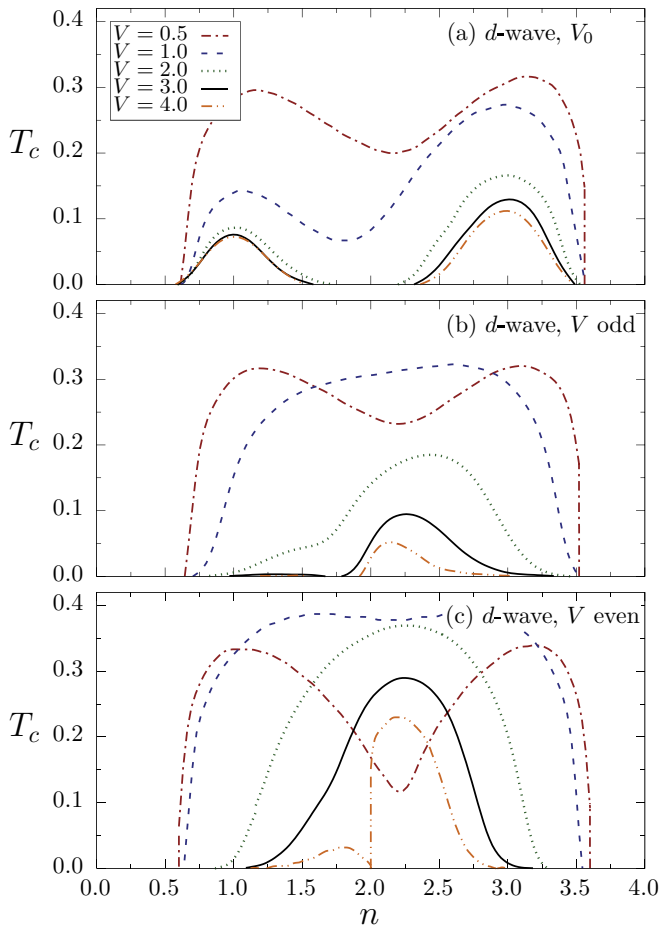 0.4
(a) d-wave, V₀
V = 0.5
V = 1.0
V = 2.0
V = 3.0
V = 4.0
0.3
T_c
0.2
0.1
0.0
0.4
(b) d-wave, V odd
0.3
T_c
0.2
0.1
0.0
0.4
(c) d-wave, V even
0.3
T_c
0.2
0.1
0.0
0.0 0.5 1.0 1.5 2.0 2.5 3.0 3.5 4.0
n